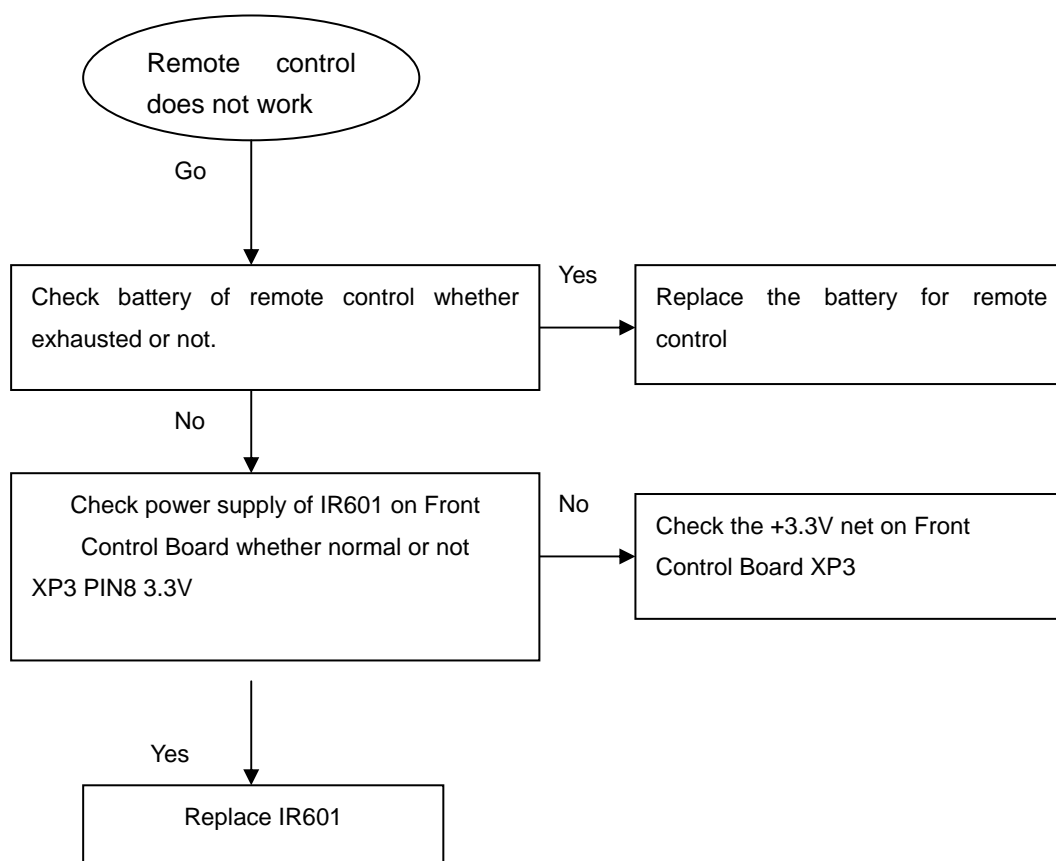 Remote control
does not work
Go
Check battery of remote control whether
exhausted or not.
Yes
Replace the battery for remote
control
No
Check power supply of IR601 on Front
Control Board whether normal or not
XP3 PIN8 3.3V
No
Check the +3.3V net on Front
Control Board XP3
Yes
Replace IR601